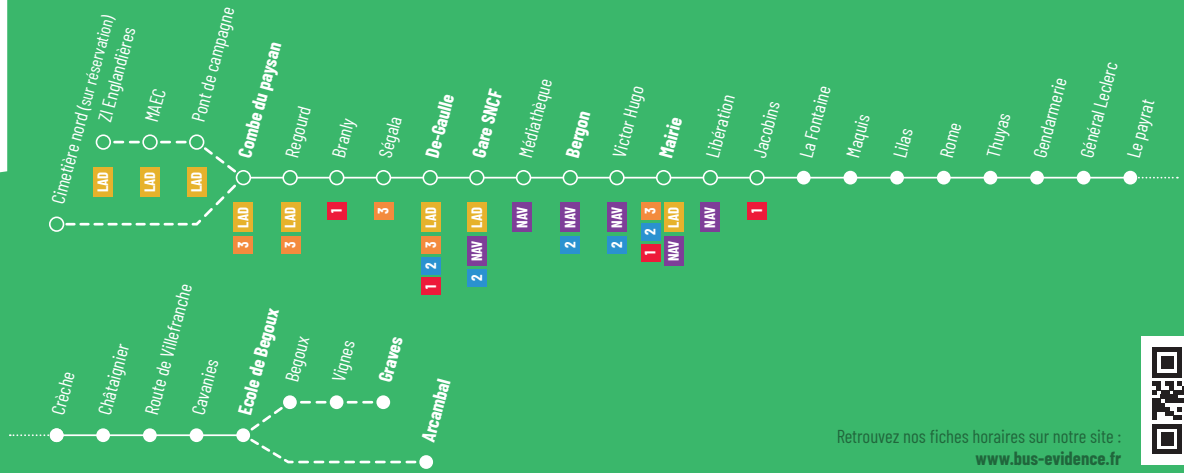 Cimetière nord (sur réservation)
ZI Englandières
MAEC
Pont de campagne
Combe du paysan
Regourd
Branly
Ségala
De-Gaulle
Gare SNCF
Médiathèque
Bergon
Victor Hugo
Mairie
Libération
Jacobins
La Fontaine
Maquis
Lilas
Rome
Thuyas
Gendarmerie
Général Leclerc
Le payrat
LAD
LAD
LAD
3 LAD
3 LAD
1
3
1 2 3 LAD
2 NAV LAD
NAV
2 NAV
2 NAV
1 2 3
NAV LAD
NAV
1
Crèche
Châtaignier
Route de Villefranche
Cavanies
Ecole de Begoux
Begoux
Vignes
Graves
Arcambal
Retrouvez nos fiches horaires sur notre site :
www.bus-evidence.fr